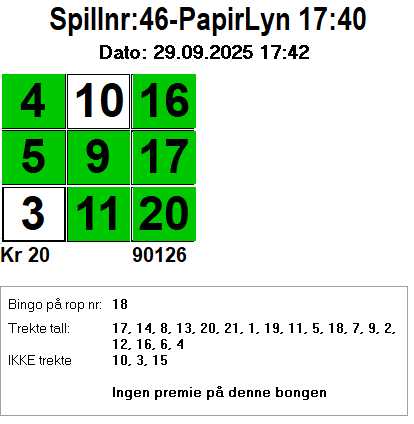 Spillnr:46-PapirLyn 17:40
Dato: 29.09.2025 17:42
4 10 16
5 9 17
3 11 20
Kr 20 90126
Bingo på rop nr: 18
Trekte tall: 17, 14, 8, 13, 20, 21, 1, 19, 11, 5, 18, 7, 9, 2,
12, 16, 6, 4
IKKE trekte 10, 3, 15
Ingen premie på denne bongen